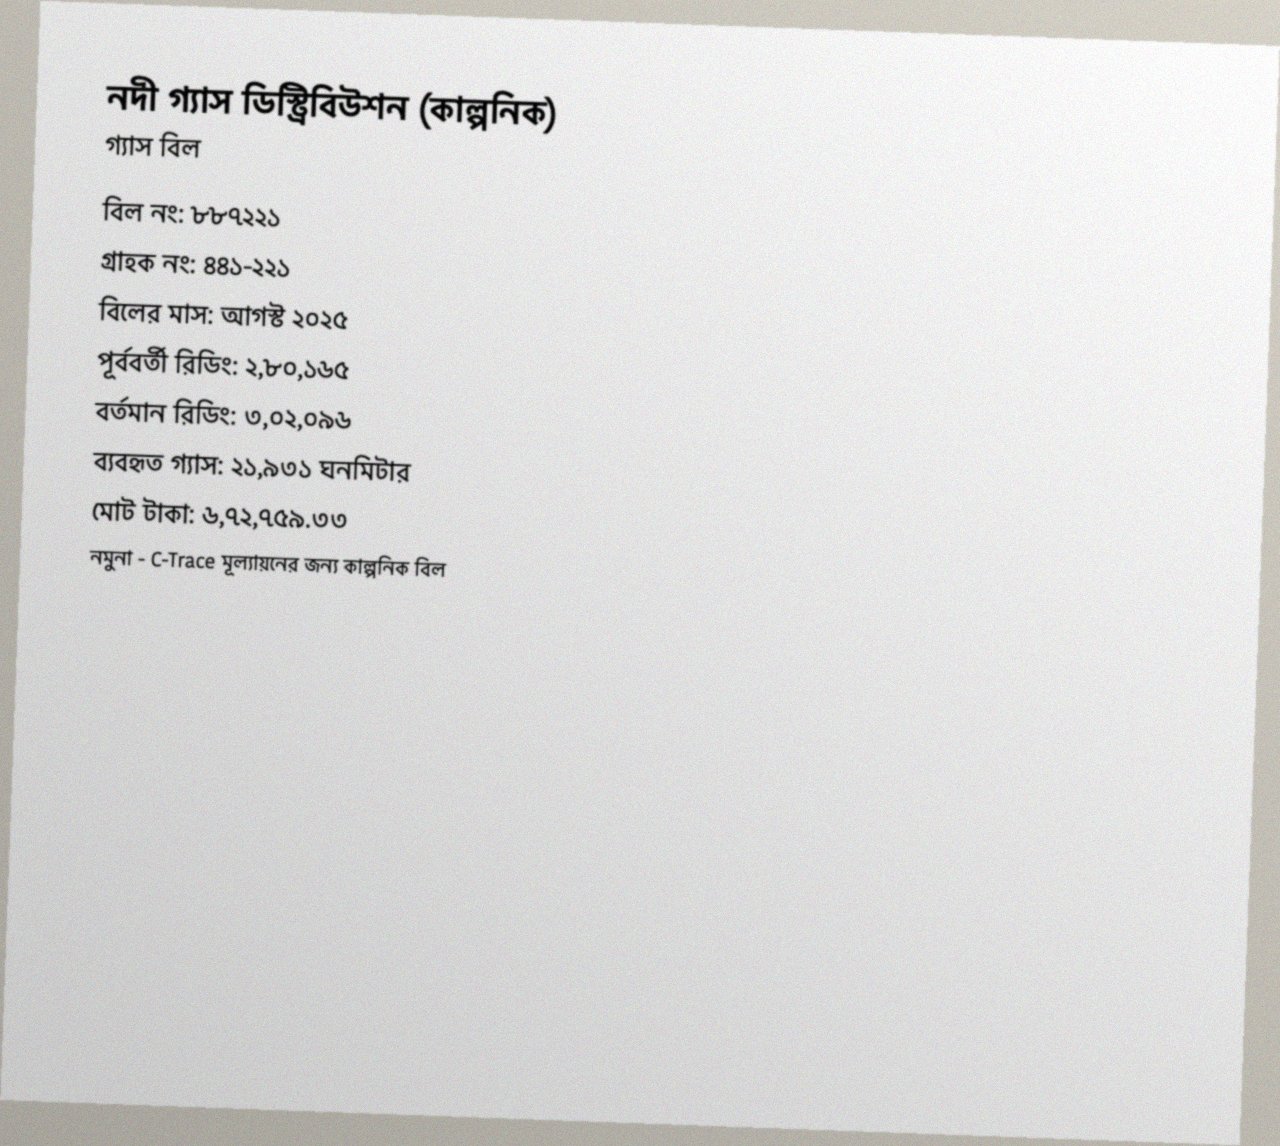 নদী গ্যাস ডিস্ট্রিবিউশন (কাল্পনিক)
গ্যাস বিল
বিল নং: ৮৮৭২২১
গ্রাহক নং: ৪৪১-২২১
বিলের মাস: আগস্ট ২০২৫
পূর্ববর্তী রিডিং: ২,৮০,১৬৫
বর্তমান রিডিং: ৩,০২,০৯৬
ব্যবহৃত গ্যাস: ২১,৯৩১ ঘনমিটার
মোট টাকা: ৬,৭২,৭৫৯.৩৩
নমুনা - C-Trace মূল্যায়নের জন্য কাল্পনিক বিল